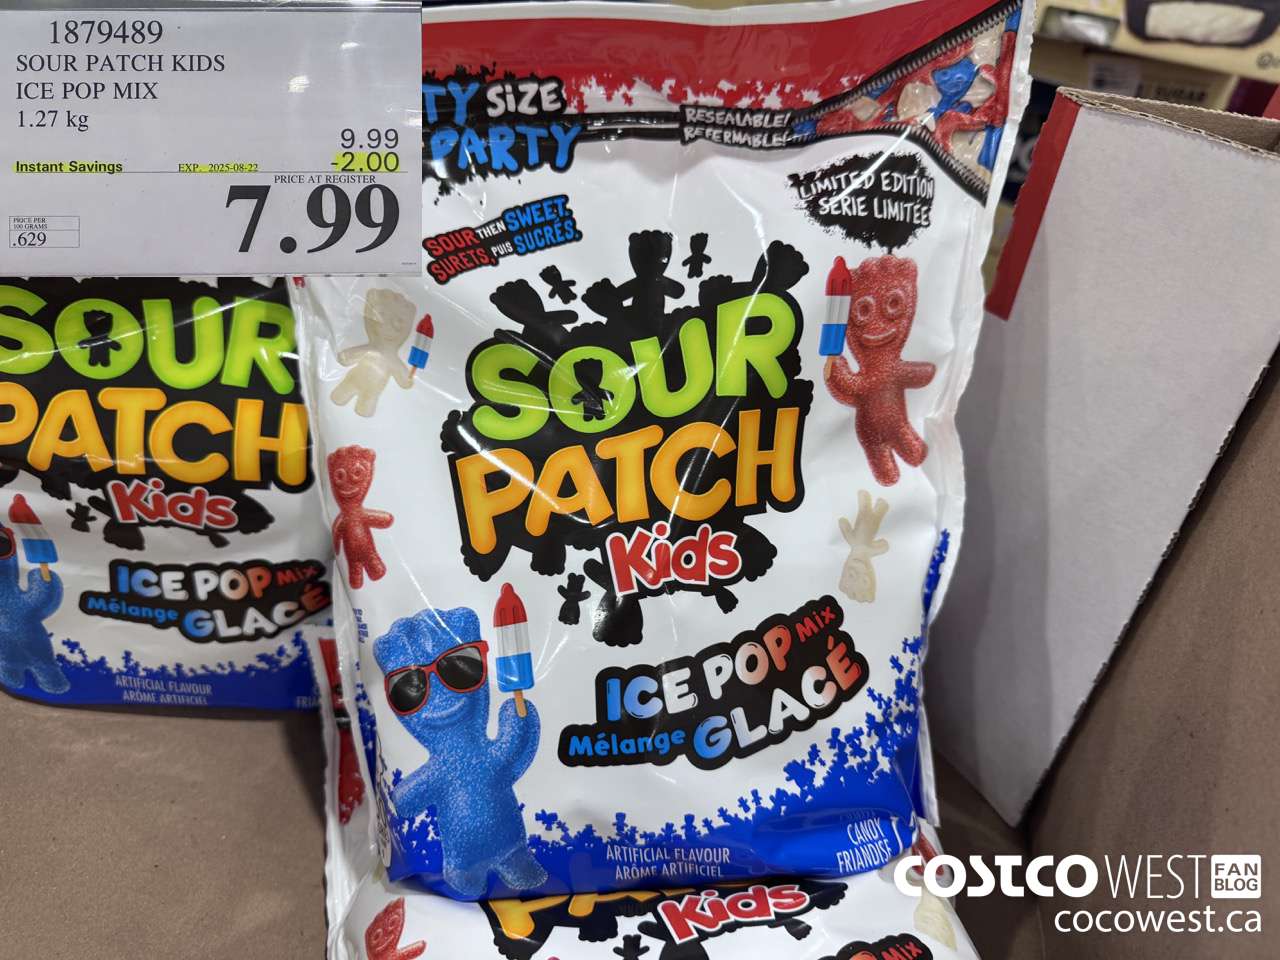 1879489
SOUR PATCH KIDS
ICE POP MIX
1.27 kg
9.99
Instant Savings EXP. 2025-08-22 -2.00
PRICE AT REGISTER
7.99
PRICE PER
100 GRAMS
.629
TY SiZE
PARTY
RESEALABLE!
REFERMABLE!
LIMITED EDITION
SÉRIE LIMITÉE
SOUR THEN SWEET.
SURETS, PUIS SUCRÉS.
SOUR
PATCH
Kids
ICE POP Mix
Mélange GLACÉ
ARTIFICIAL FLAVOUR
ARÔME ARTIFICIEL
CANDY
FRIANDISE
SOUR
PATCH
Kids
ICE POP Mix
Mélange GLACÉ
ARTIFICIAL FLAVOUR
ARÔME ARTIFICIEL
FRIA
Kids
Mix
COSTCO WEST FAN BLOG
cocowest.ca